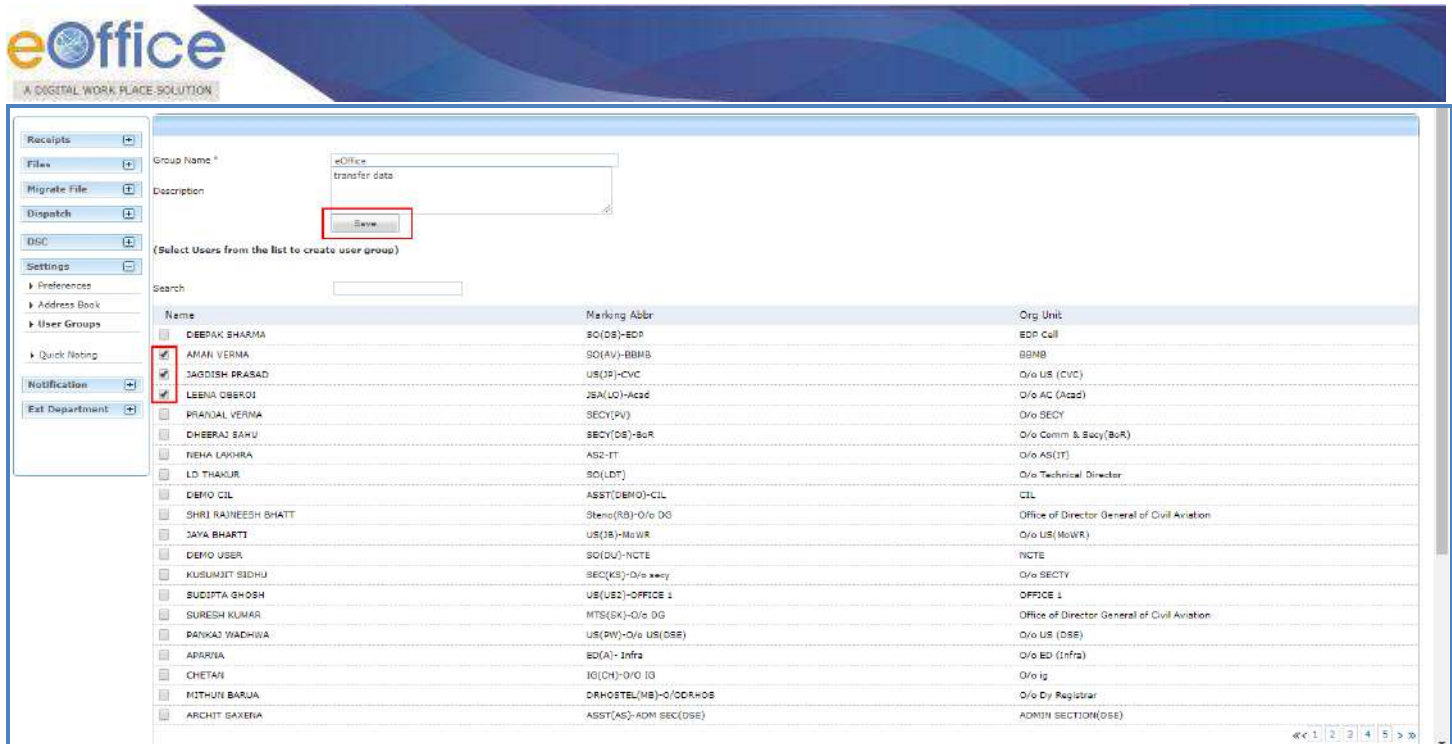 eOffice
A DIGITAL WORK PLACE SOLUTION
Receipts
Files
Migrate File
Dispatch
DSC
Settings
Preferences
Address Book
User Groups
Quick Noting
Notification
Ext Department
Group Name * eOffice
Description transfer data
Save
(Select Users from the list to create user group)
Search
Name Marking Abbr Org Unit
DEEPAK SHARMA SO(DS)-EDP EDP Cell
AMAN VERMA SO(AV)-BBMB BBMB
JAGDISH PRASAD US(JP)-CVC O/o US (CVC)
LEENA OBEROI JSA(LO)-Acad O/o AC (Acad)
PRANJAL VERMA SECY(PV) O/o SECY
DHEERAJ SAHU SECY(DS)-BoR O/o Comm & Secy(BoR)
NEHA LAKHRA AS2-IT O/o AS(IT)
LD THAKUR SO(LDT) O/o Technical Director
DEMO CIL ASST(DEMO)-CIL CIL
SHRI RAJNEESH BHATT Steno(RB)-O/o DG Office of Director General of Civil Aviation
JAYA BHARTI US(JB)-MoWR O/o US(MoWR)
DEMO USER SO(DU)-NCTE NCTE
KUSUMJIT SIDHU SEC(KS)-O/o secy O/o SECTY
SUDIPTA GHOSH US(US2)-OFFICE 1 OFFICE 1
SURESH KUMAR MTS(SK)-O/o DG Office of Director General of Civil Aviation
PANKAJ WADHWA US(PW)-O/o US(DSE) O/o US (DSE)
APARNA ED(A)- Infra O/o ED (Infra)
CHETAN IG(CH)-O/O IG O/o ig
MITHUN BARUA DRHOSTEL(MB)-O/ODRHOS O/o Dy Registrar
ARCHIT SAXENA ASST(AS)-ADM SEC(DSE) ADMIN SECTION(DSE)
≪ < 1 2 3 4 5 > ≫